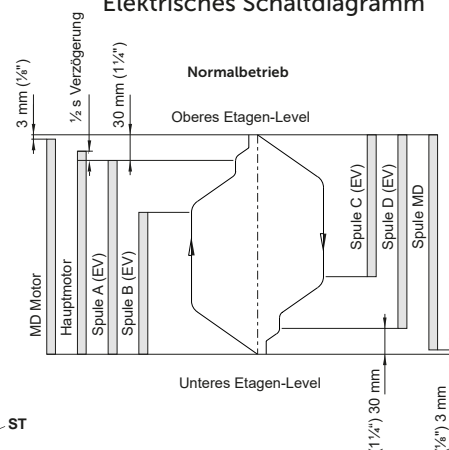 Elektrisches Schaltdiagramm
Normalbetrieb
3 mm (⅛")
½ s Verzögerung
30 mm (1¼")
Oberes Etagen-Level
MD Motor
Hauptmotor
Spule A (EV)
Spule B (EV)
Spule C (EV)
Spule D (EV)
Spule MD
Unteres Etagen-Level
(1¼") 30 mm
(⅛") 3 mm
ST